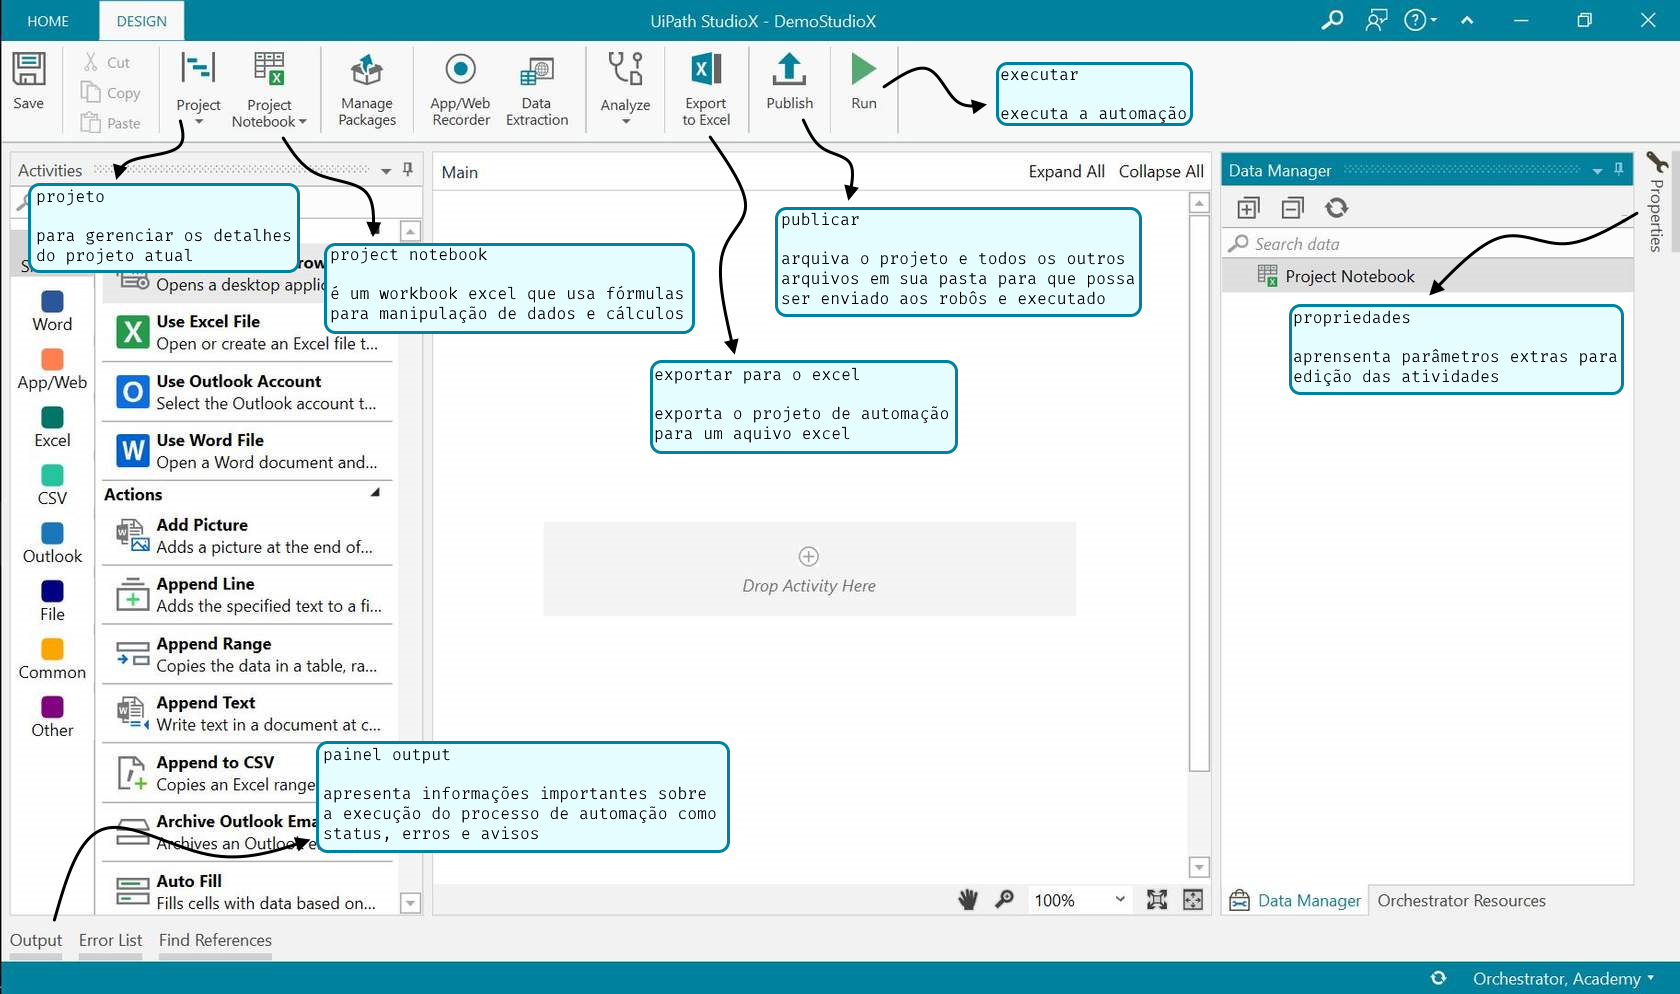 HOME
DESIGN
UiPath StudioX - DemoStudioX
Save
Cut
Copy
Paste
Project
Project
Notebook
Manage
Packages
App/Web
Recorder
Data
Extraction
Analyze
Export
to Excel
Publish
Run
executar
executa a automação
Activities
projeto
para gerenciar os detalhes
do projeto atual
project notebook
é um workbook excel que usa fórmulas
para manipulação de dados e cálculos
Opens a desktop applic
Word
App/Web
Excel
CSV
Outlook
File
Common
Other
Use Excel File
Open or create an Excel file t...
Use Outlook Account
Select the Outlook account t...
Use Word File
Open a Word document and...
Actions
Add Picture
Adds a picture at the end of...
Append Line
Adds the specified text to a fi...
Append Range
Copies the data in a table, ra...
Append Text
Write text in a document at c...
Append to CSV
Copies an Excel range
Archive Outlook Ema
Archives an Outlook e
Auto Fill
Fills cells with data based on...
painel output
apresenta informações importantes sobre
a execução do processo de automação como
status, erros e avisos
Main
Expand All
Collapse All
publicar
arquiva o projeto e todos os outros
arquivos em sua pasta para que possa
ser enviado aos robôs e executado
exportar para o excel
exporta o projeto de automação
para um aquivo excel
Drop Activity Here
100%
Data Manager
Search data
Project Notebook
Properties
propriedades
aprensenta parâmetros extras para
edição das atividades
Data Manager
Orchestrator Resources
Output
Error List
Find References
Orchestrator, Academy